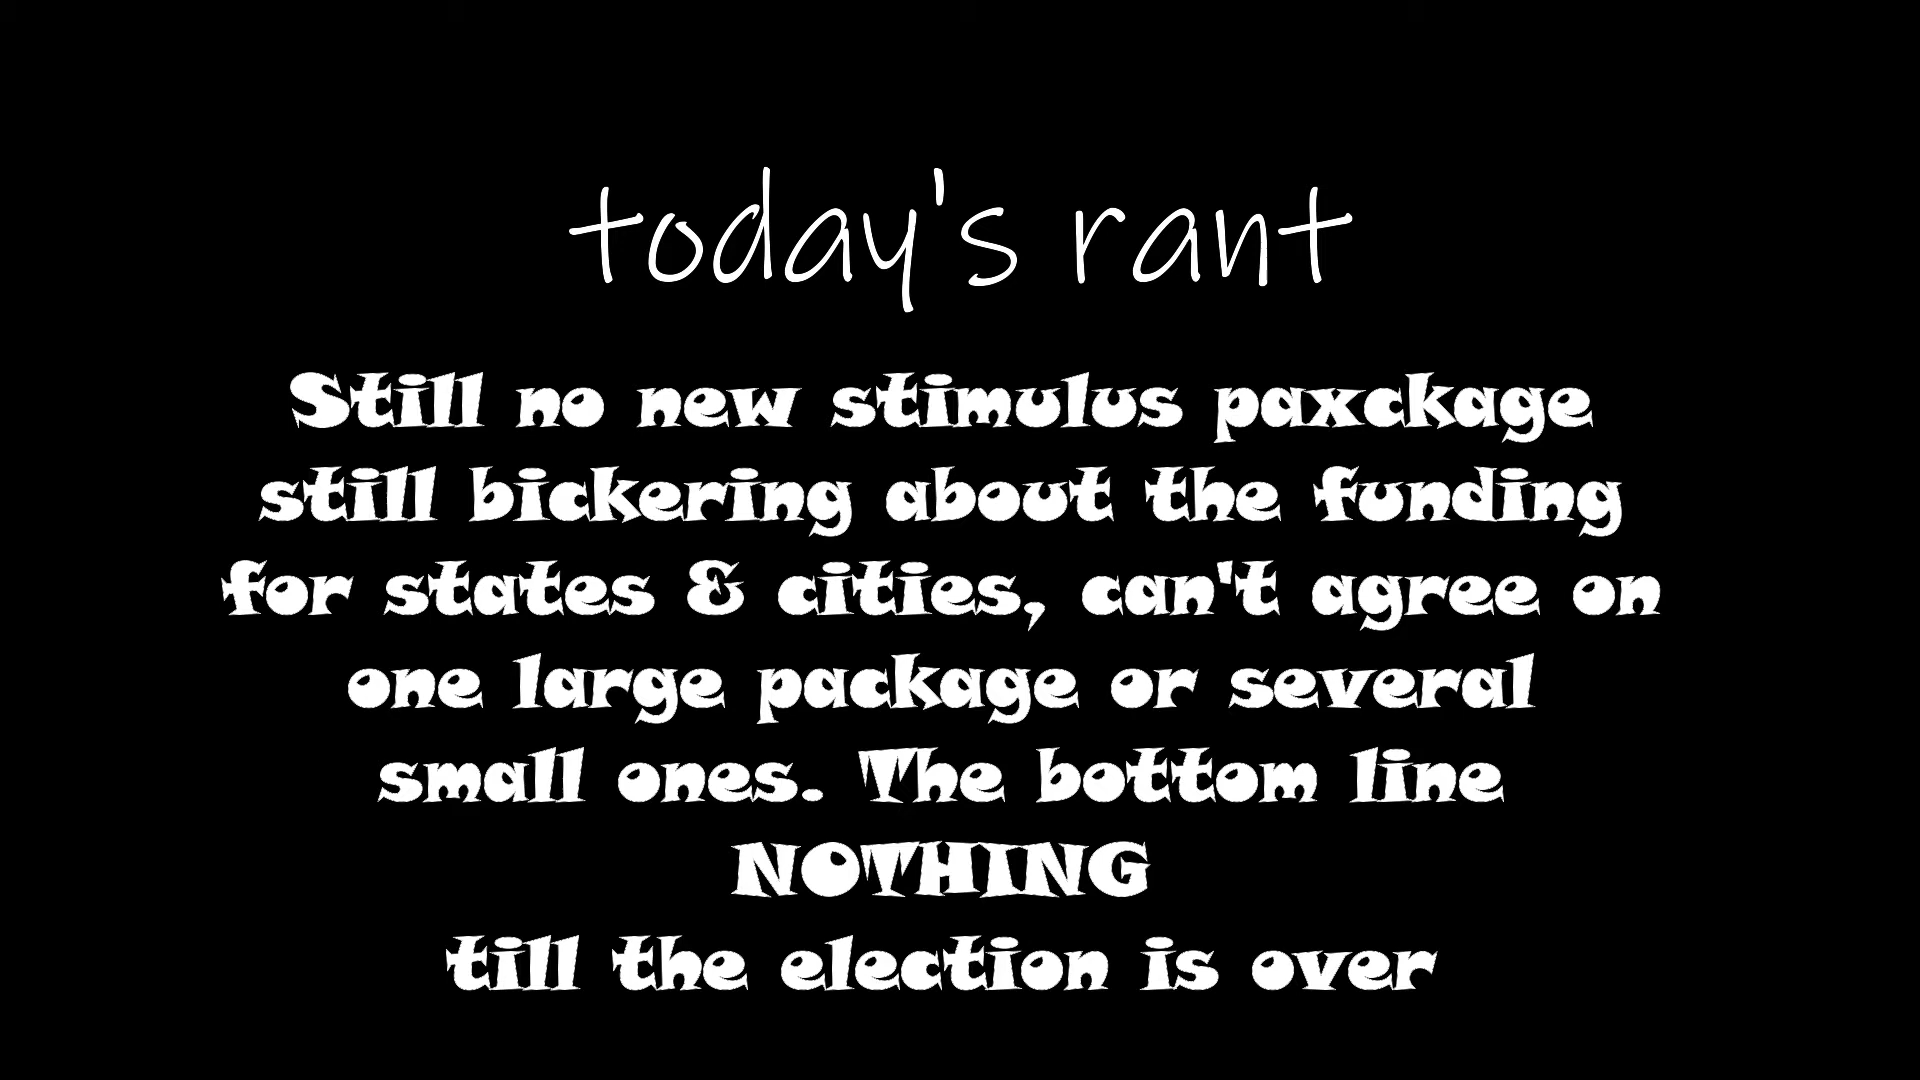 today's rant
Still no new stimulus paxckage
still bickering about the funding
for states & cities, can't agree on
one large package or several
small ones. The bottom line
NOTHING
till the election is over